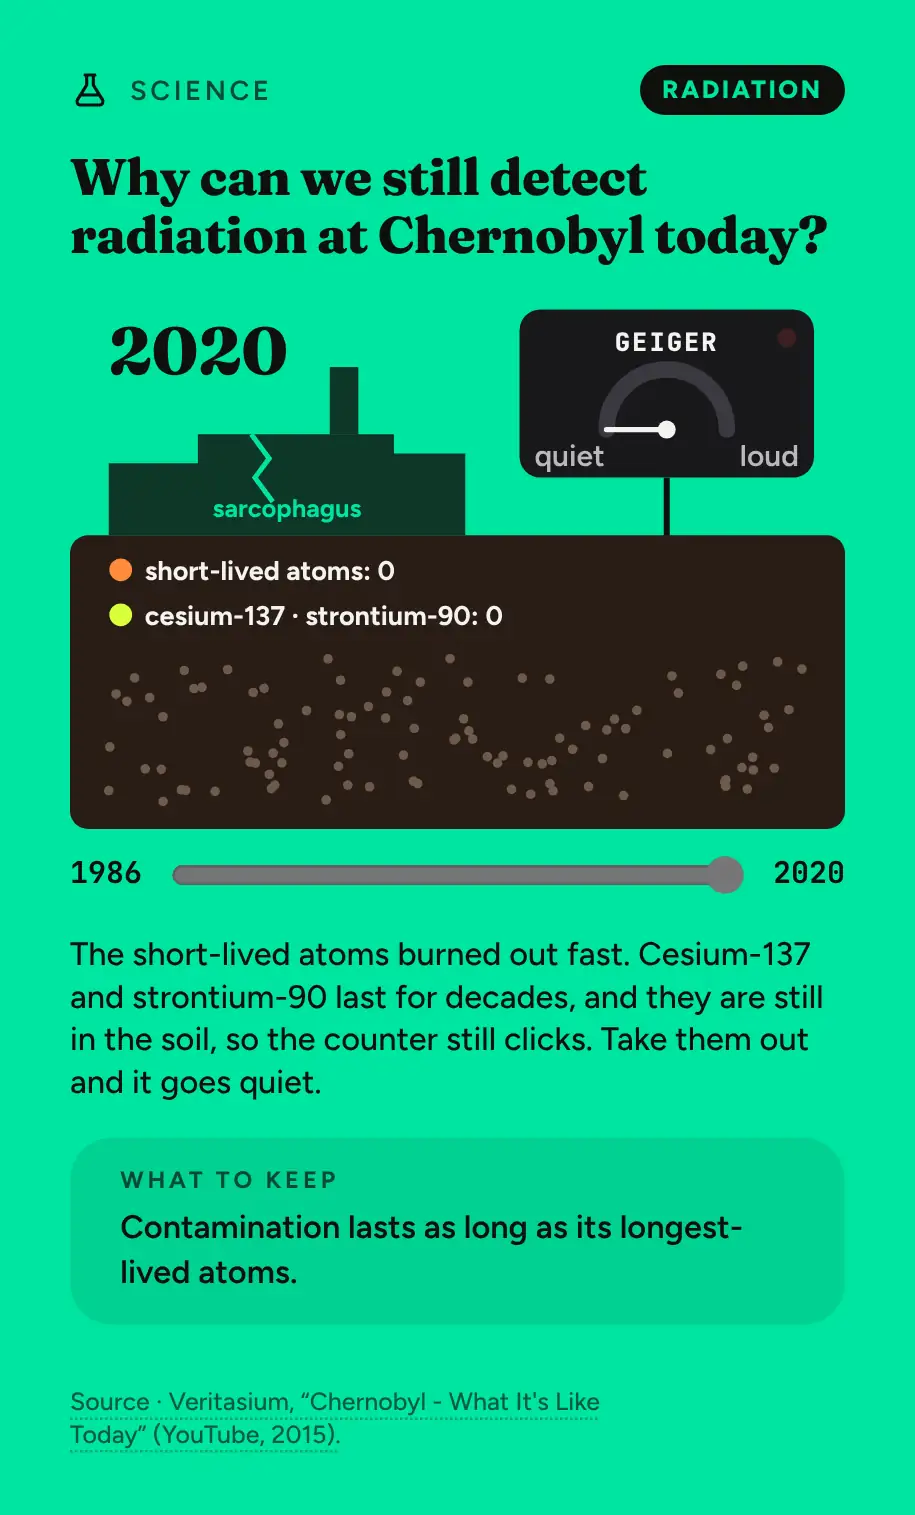 SCIENCE
RADIATION
Why can we still detect
radiation at Chernobyl today?
2020
GEIGER
quiet
loud
sarcophagus
short-lived atoms: 0
cesium-137 · strontium-90: 0
1986
2020
The short-lived atoms burned out fast. Cesium-137
and strontium-90 last for decades, and they are still
in the soil, so the counter still clicks. Take them out
and it goes quiet.
WHAT TO KEEP
Contamination lasts as long as its longest-
lived atoms.
Source · Veritasium, “Chernobyl - What It's Like
Today” (YouTube, 2015).